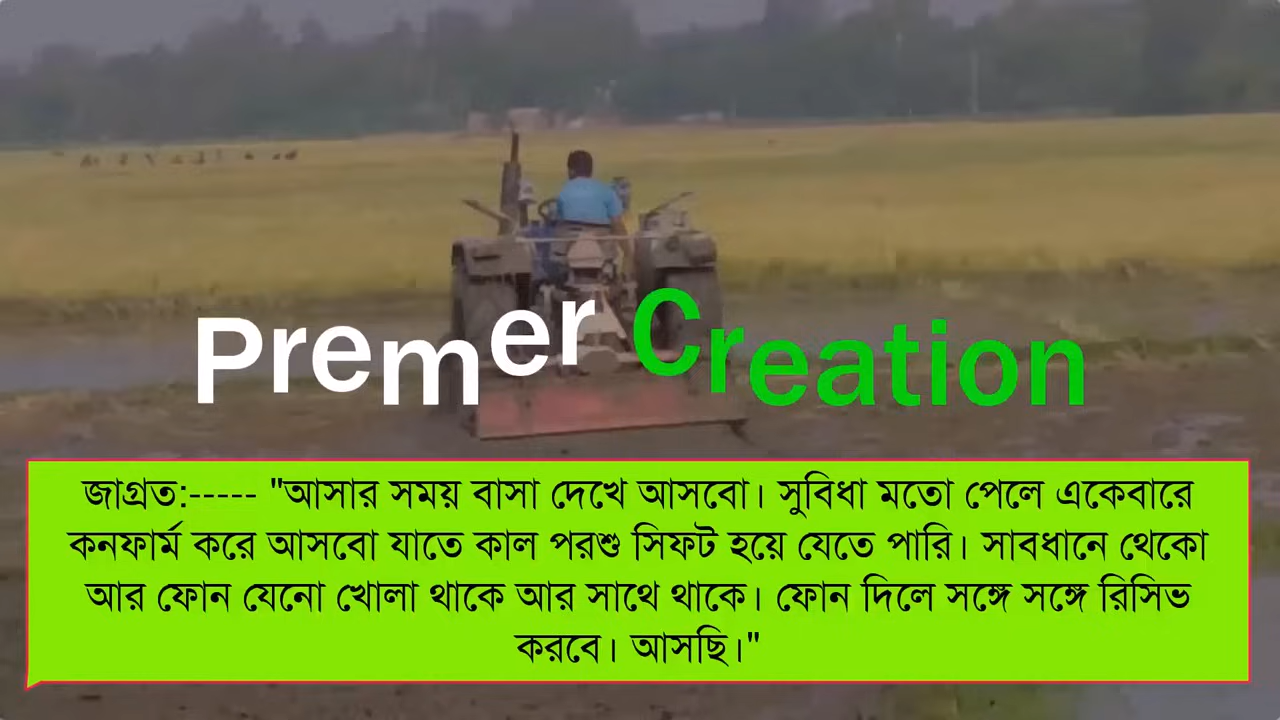 Premer Creation
জাগ্রত:----- "আসার সময় বাসা দেখে আসবো। সুবিধা মতো পেলে একেবারে
কনফার্ম করে আসবো যাতে কাল পরশু সিফট হয়ে যেতে পারি। সাবধানে থেকো
আর ফোন যেনো খোলা থাকে আর সাথে থাকে। ফোন দিলে সঙ্গে সঙ্গে রিসিভ
করবে। আসছি।"